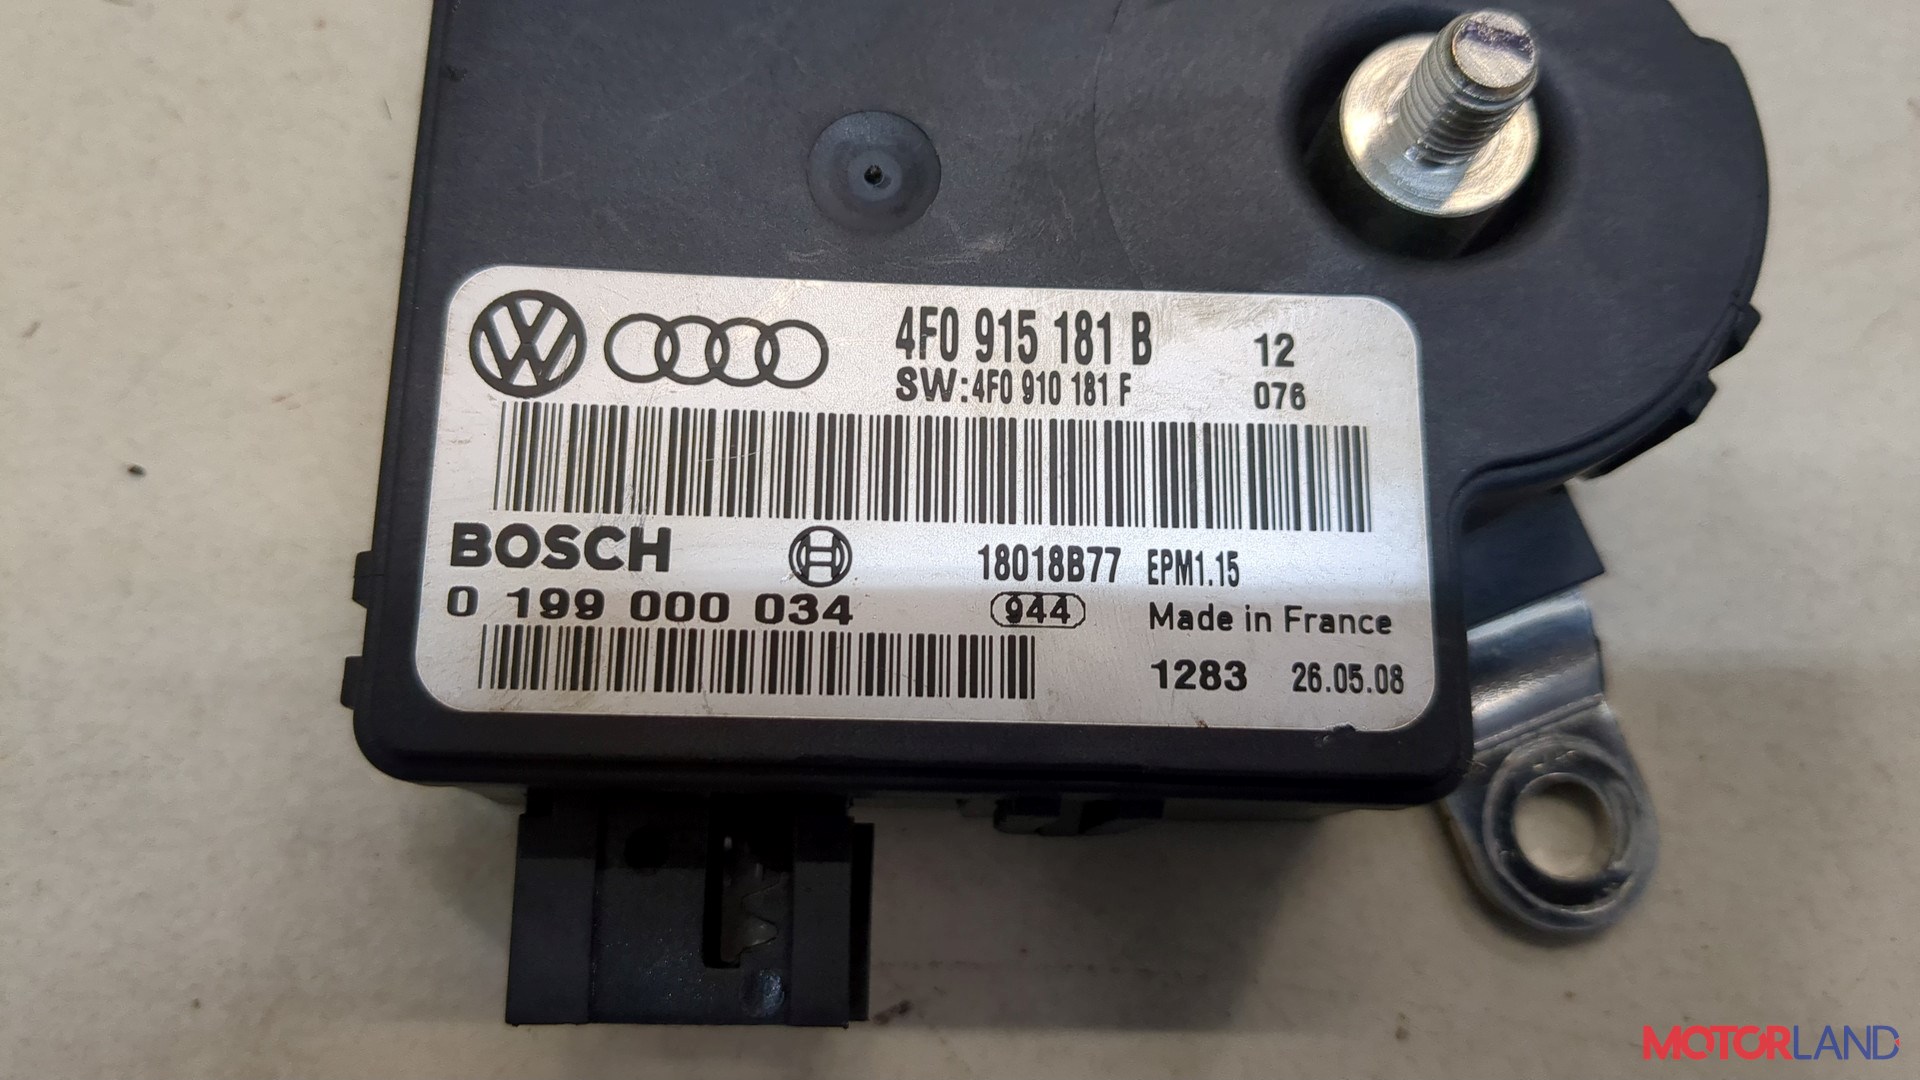 4F0 915 181 B 12
SW:4F0 910 181 F 076
BOSCH 18018B77 EPM1.15
0 199 000 034 944 Made in France
1283 26.05.08
MOTORLAND